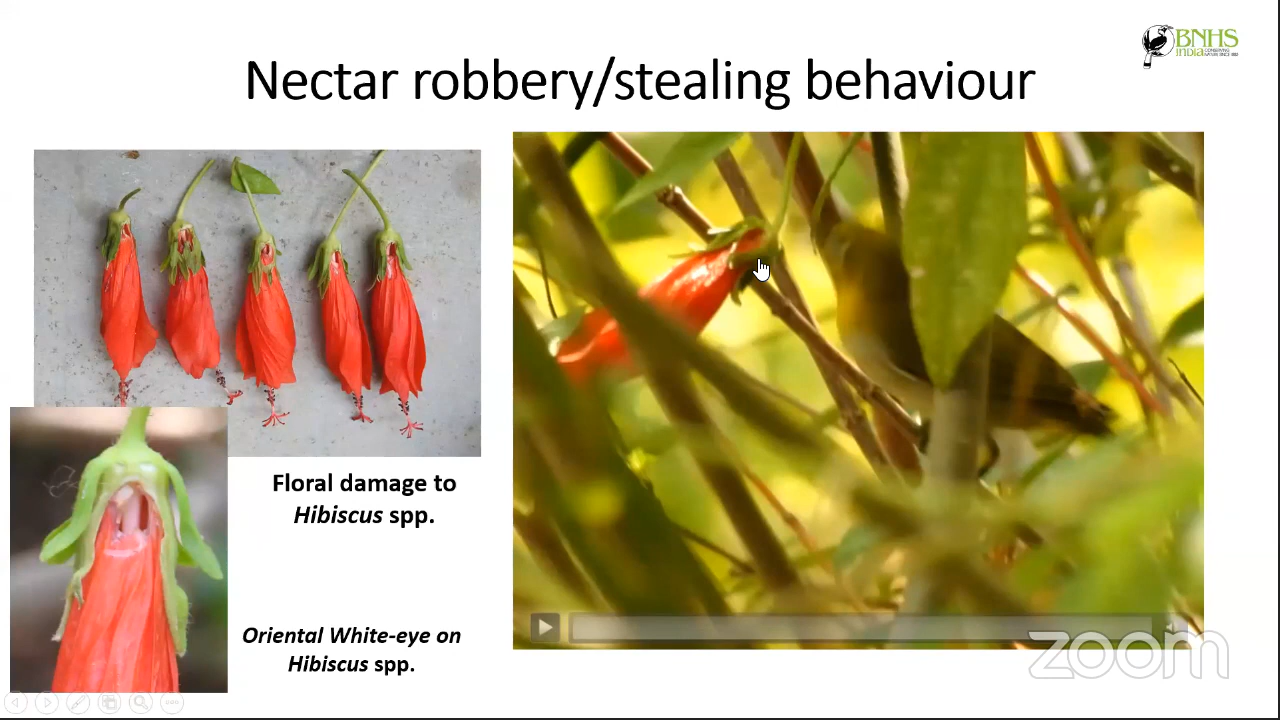 Nectar robbery/stealing behaviour
BNHS
INDIA
Floral damage to
Hibiscus spp.
Oriental White-eye on
Hibiscus spp.
zoom